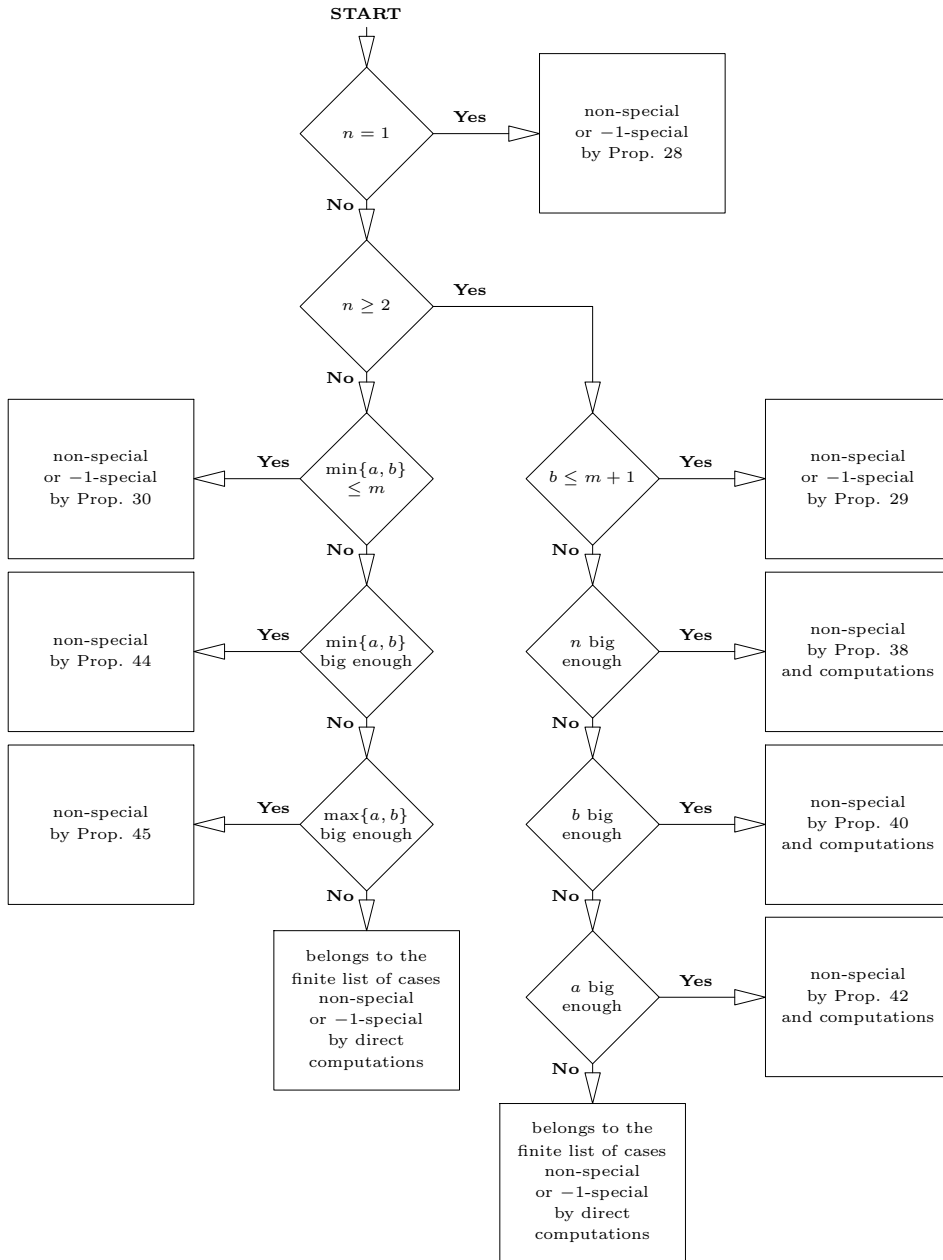 START
n = 1
Yes
non-special
or −1-special
by Prop. 28
No
n ≥ 2
Yes
No
non-special
or −1-special
by Prop. 30
Yes
min{a, b}
≤ m
b ≤ m + 1
Yes
non-special
or −1-special
by Prop. 29
No
No
non-special
by Prop. 44
Yes
min{a, b}
big enough
n big
enough
Yes
non-special
by Prop. 38
and computations
No
No
non-special
by Prop. 45
Yes
max{a, b}
big enough
b big
enough
Yes
non-special
by Prop. 40
and computations
No
No
belongs to the
finite list of cases
non-special
or −1-special
by direct
computations
a big
enough
Yes
non-special
by Prop. 42
and computations
No
belongs to the
finite list of cases
non-special
or −1-special
by direct
computations